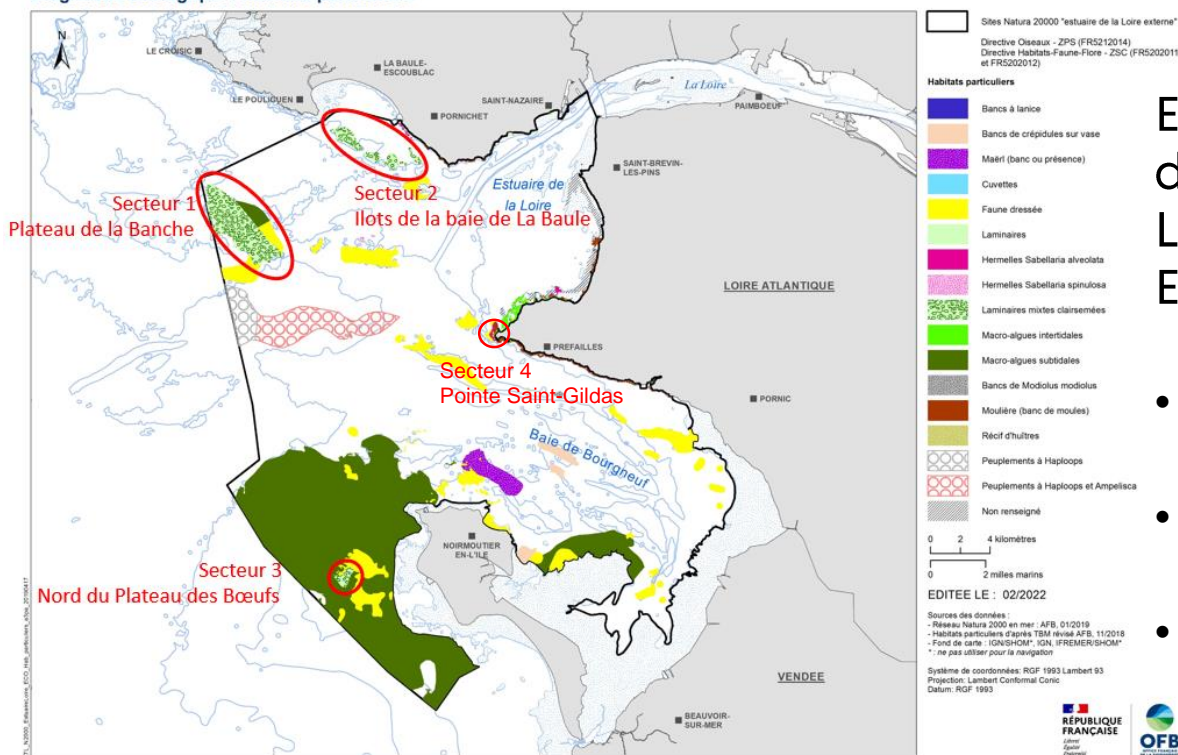 N
LE CROISIC
LA BAULE-
ESCOUBLAC
LE POULIGUEN
PORNICHET
SAINT-NAZAIRE
La Loire
PAIMBOEUF
SAINT-BREVIN-
LES-PINS
Estuaire de
la Loire
Secteur 1
Plateau de la Banche
Secteur 2
Ilots de la baie de La Baule
LOIRE ATLANTIQUE
PREFAILLES
Secteur 4
Pointe Saint-Gildas
PORNIC
Baie de Bourgneuf
NOIRMOUTIER
EN-L'ILE
Secteur 3
Nord du Plateau des Bœufs
VENDEE
BEAUVOIR-
SUR-MER
Sites Natura 20000 "estuaire de la Loire externe"
Directive Oiseaux - ZPS (FR5212014)
Directive Habitats-Faune-Flore - ZSC (FR5202011
et FR5202012)
Habitats particuliers
Bancs à lanice
Bancs de crépidules sur vase
Maërl (banc ou présence)
Cuvettes
Faune dressée
Laminaires
Hermelles Sabellaria alveolata
Hermelles Sabellaria spinulosa
Laminaires mixtes clairsemées
Macro-algues intertidales
Macro-algues subtidales
Bancs de Modiolus modiolus
Moulière (banc de moules)
Récif d'huîtres
Peuplements à Haploops
Peuplements à Haploops et Ampelisca
Non renseigné
0 2 4 kilomètres
0 2 milles marins
EDITEE LE : 02/2022
Sources des données :
- Réseau Natura 2000 en mer : AFB, 01/2019
- Habitats particuliers d'après TBM révisé AFB, 11/2018
- Fond de carte : IGN/SHOM*, IGN, IFREMER/SHOM*
* : ne pas utiliser pour la navigation
Système de coordonnées: RGF 1993 Lambert 93
Projection: Lambert Conformal Conic
Datum: RGF 1993
RÉPUBLIQUE
FRANÇAISE
Liberté
Égalité
Fraternité
OFB
E
d
L
E
•
•
•